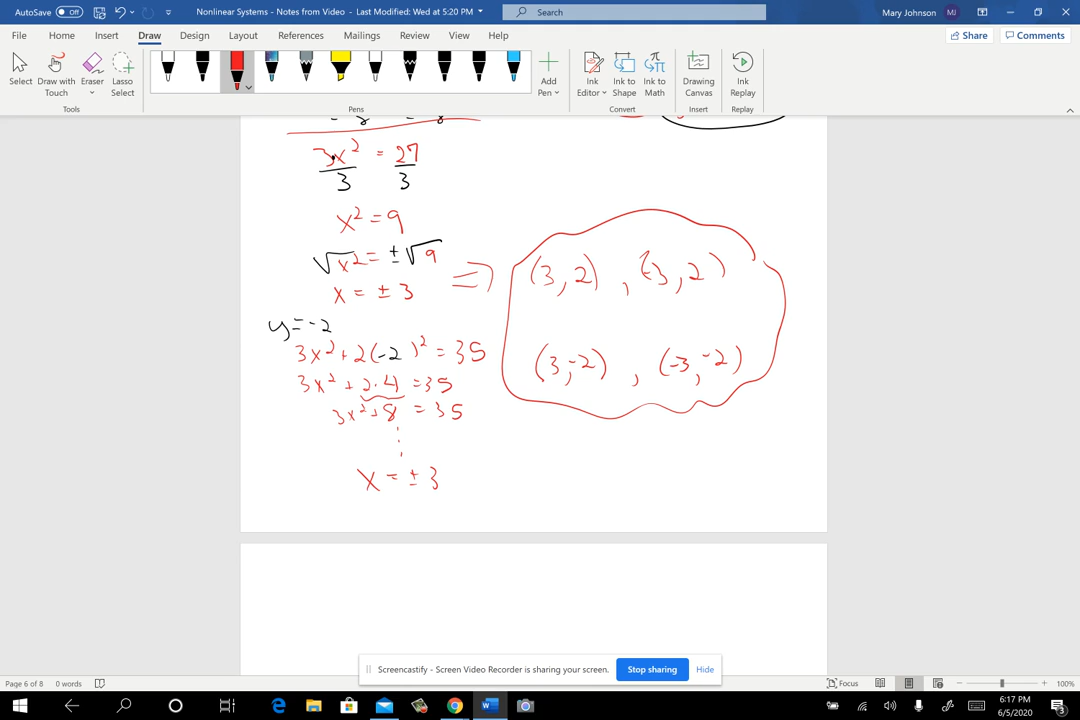 AutoSave Off Nonlinear Systems - Notes from Video - Last Modified: Wed at 5:20 PM Search Mary Johnson MJ
File Home Insert Draw Design Layout References Mailings Review View Help Share Comments
Select Draw with Touch Eraser Lasso Select Add Pen Ink Editor Ink to Shape Ink to Math Drawing Canvas Ink Replay
Tools Pens Convert Insert Replay
-8 -8
3x² = 27
3 3
x² = 9
√x² = ±√9
x = ±3
⇒ (3,2) , (-3,2)
y = -2
3x² + 2(-2)² = 35
(3,-2) , (-3,-2)
3x² + 2·4 = 35
3x² + 8 = 35
x = ±3
Screencastify - Screen Video Recorder is sharing your screen. Stop sharing Hide
Page 6 of 8 0 words Focus 100%
6:17 PM
6/5/2020
3